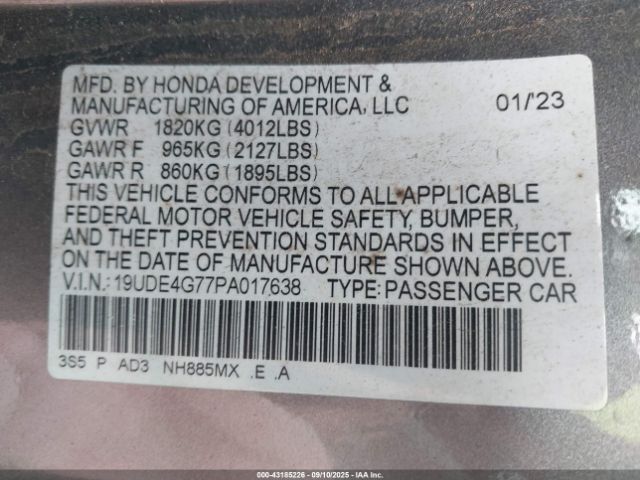 MFD. BY HONDA DEVELOPMENT &
MANUFACTURING OF AMERICA, LLC 01/'23
GVWR 1820KG (4012LBS)
GAWR F 965KG (2127LBS)
GAWR R 860KG (1895LBS)
THIS VEHICLE CONFORMS TO ALL APPLICABLE
FEDERAL MOTOR VEHICLE SAFETY, BUMPER,
AND THEFT PREVENTION STANDARDS IN EFFECT
ON THE DATE OF MANUFACTURE SHOWN ABOVE.
V.I.N.: 19UDE4G77PA017638 TYPE: PASSENGER CAR
3S5 P AD3 NH885MX .E .A
000-43185226 - 09/10/2025 - IAA Inc.